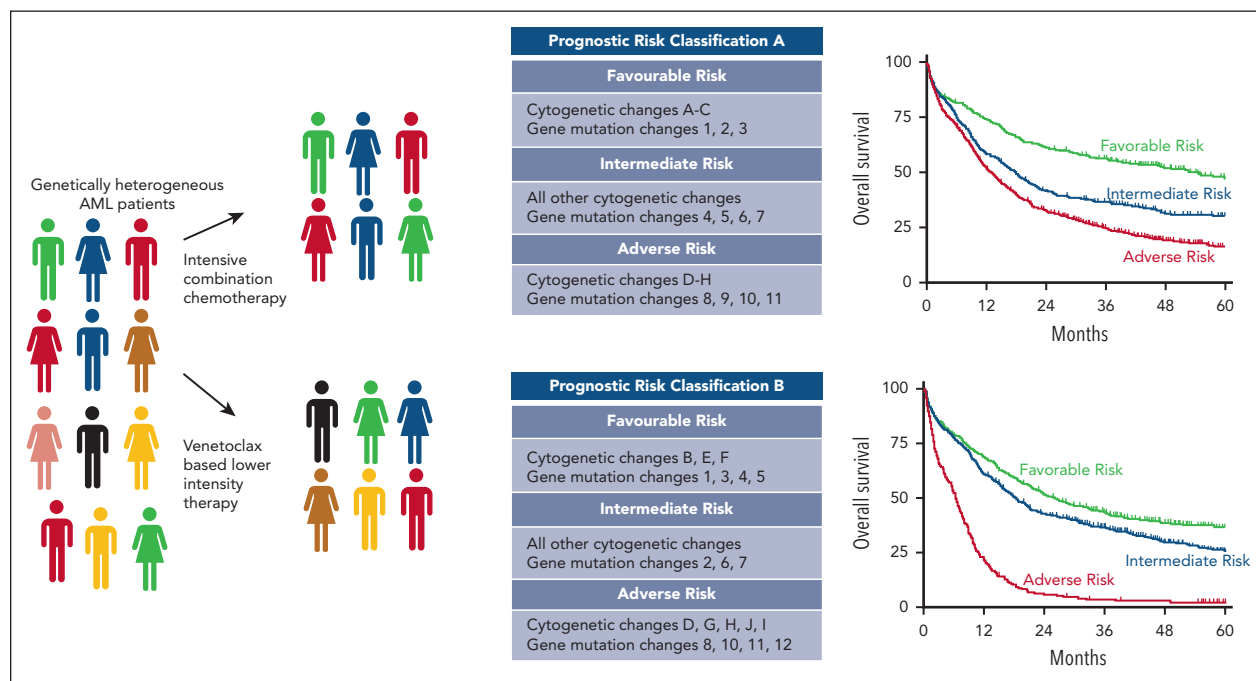 Genetically heterogeneous
AML patients
Intensive
combination
chemotherapy
Venetoclax
based lower
intensity
therapy
Prognostic Risk Classification A
Favourable Risk
Cytogenetic changes A-C
Gene mutation changes 1, 2, 3
Intermediate Risk
All other cytogenetic changes
Gene mutation changes 4, 5, 6, 7
Adverse Risk
Cytogenetic changes D-H
Gene mutation changes 8, 9, 10, 11
Overall survival
100
75
50
25
0
Favorable Risk
Intermediate Risk
Adverse Risk
0 12 24 36 48 60
Months
Prognostic Risk Classification B
Favourable Risk
Cytogenetic changes B, E, F
Gene mutation changes 1, 3, 4, 5
Intermediate Risk
All other cytogenetic changes
Gene mutation changes 2, 6, 7
Adverse Risk
Cytogenetic changes D, G, H, J, I
Gene mutation changes 8, 10, 11, 12
Overall survival
100
75
50
25
0
Favorable Risk
Intermediate Risk
Adverse Risk
0 12 24 36 48 60
Months